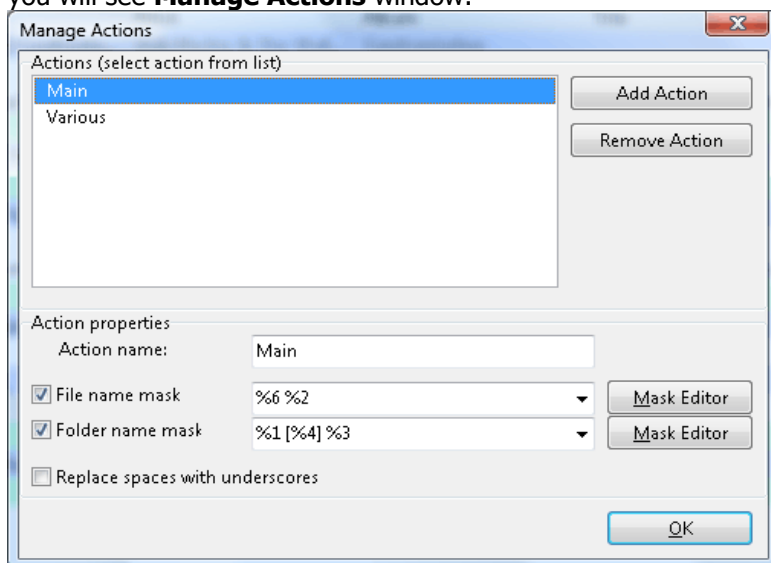 you will see Manage Actions window:
Manage Actions
Actions (select action from list)
Main
Various
Add Action
Remove Action
Action properties
Action name:
Main
File name mask
%6 %2
Mask Editor
Folder name mask
%1 [%4] %3
Mask Editor
Replace spaces with underscores
OK